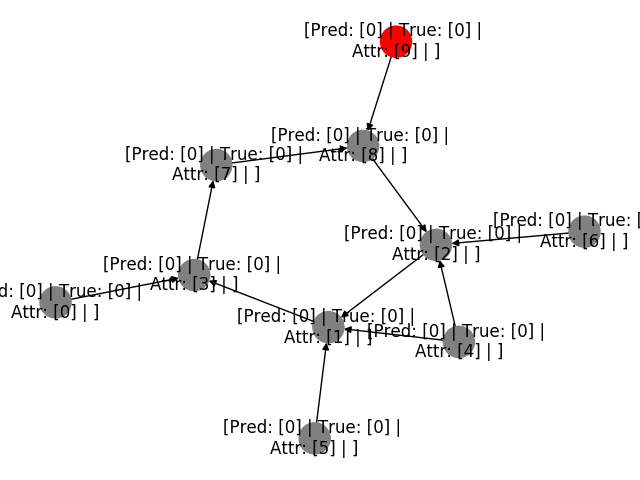 [Pred: [0] | True: [0] |
Attr: [9] | ]
[Pred: [0] | True: [0] |
Attr: [8] | ]
[Pred: [0] | True: [0] |
Attr: [7] | ]
[Pred: [0] | True: [
Attr: [6] | ]
[Pred: [0] | True: [0] |
Attr: [2] | ]
[Pred: [0] | True: [0] |
Attr: [3] | ]
d: [0] | True: [0] |
Attr: [0] | ]
[Pred: [0] | True: [0] |
Attr: [1] | ]
[Pred: [0] | True: [0] |
Attr: [4] | ]
[Pred: [0] | True: [0] |
Attr: [5] | ]